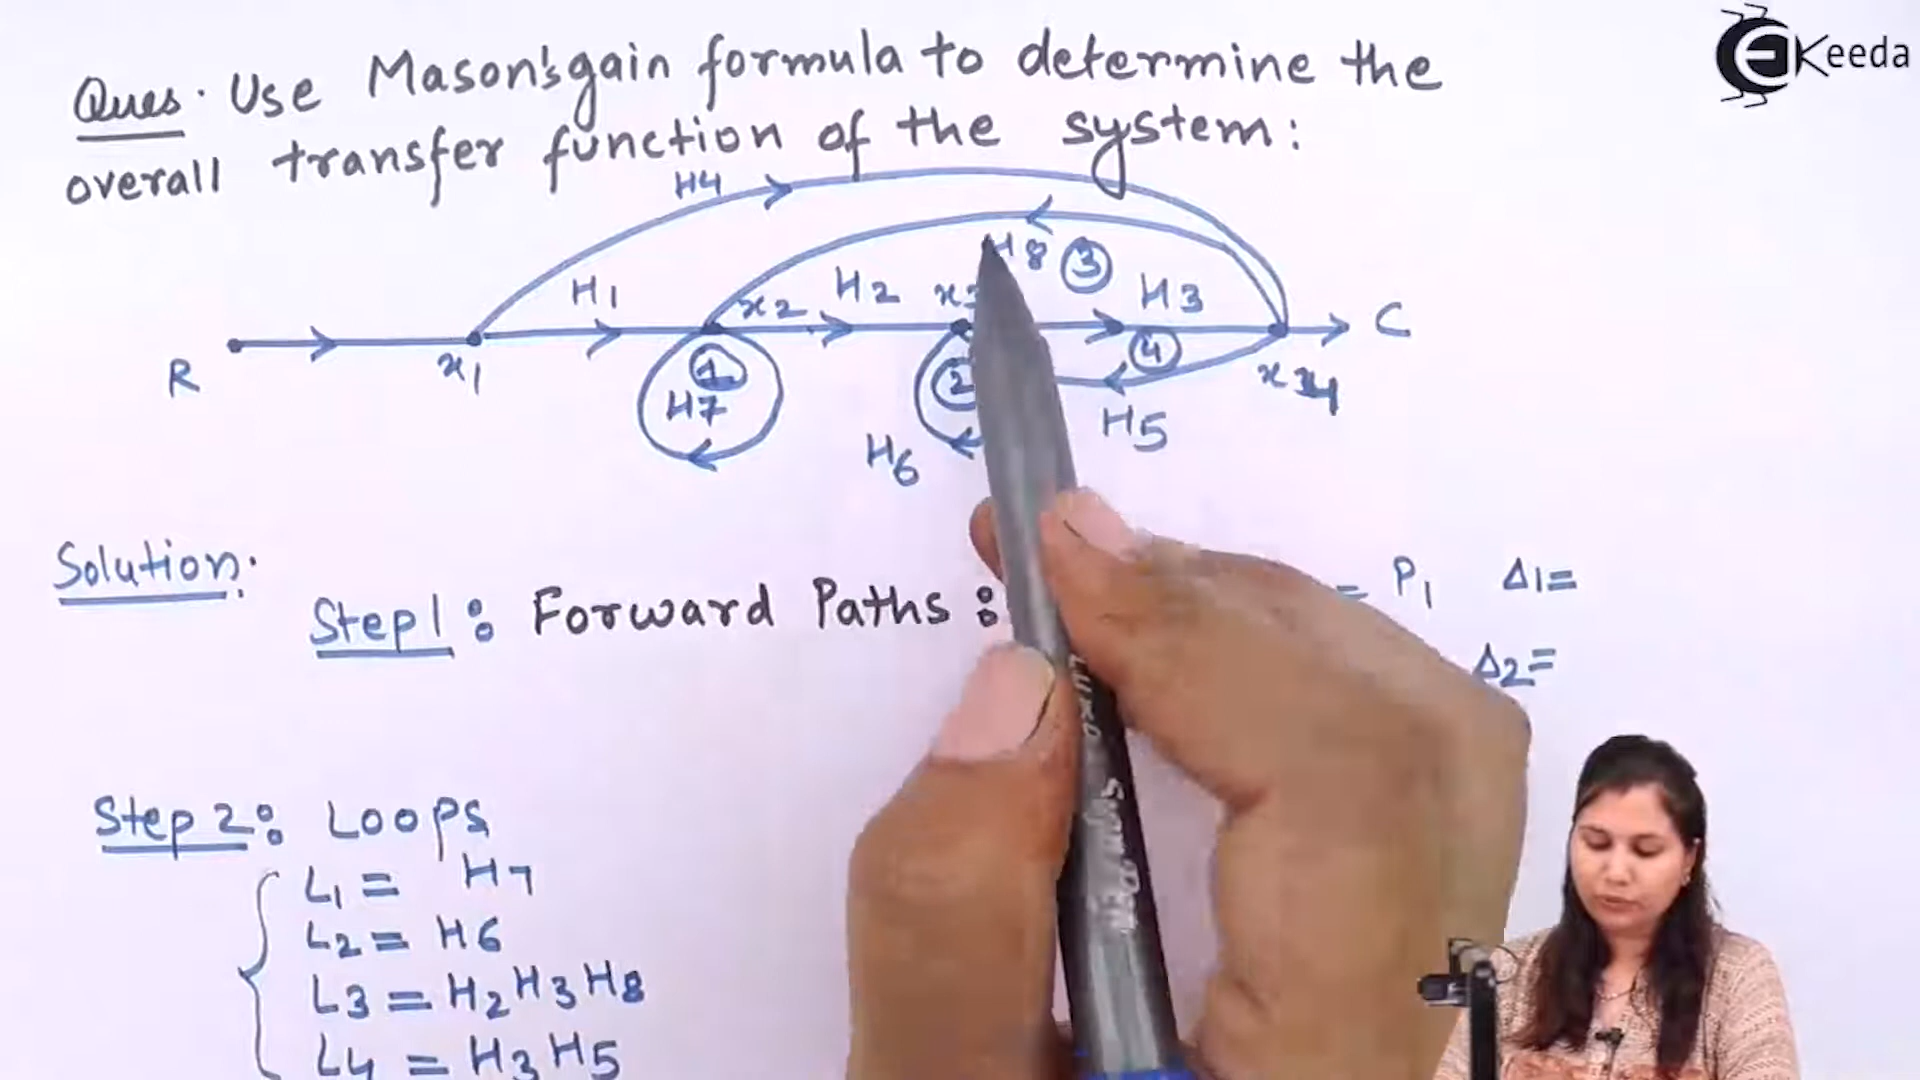 Ques. Use Mason's gain formula to determine the
EKeeda
overall transfer function of the system:
H4
H8 3
H1 x2 H2 H3
R x1 C
1 4
H7 2 x4
H6 H5
Solution:
Step 1: Forward Paths: = P1 Δ1=
Δ2=
Step 2: Loops
L1 = H7
L2 = H6
L3 = H2H3H8
L4 = H3H5